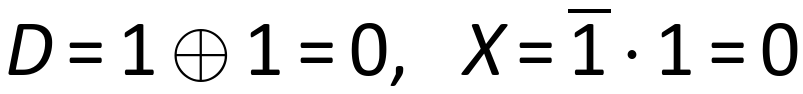 D = 1 ⊕ 1 = 0, X = 1̅ · 1 = 0